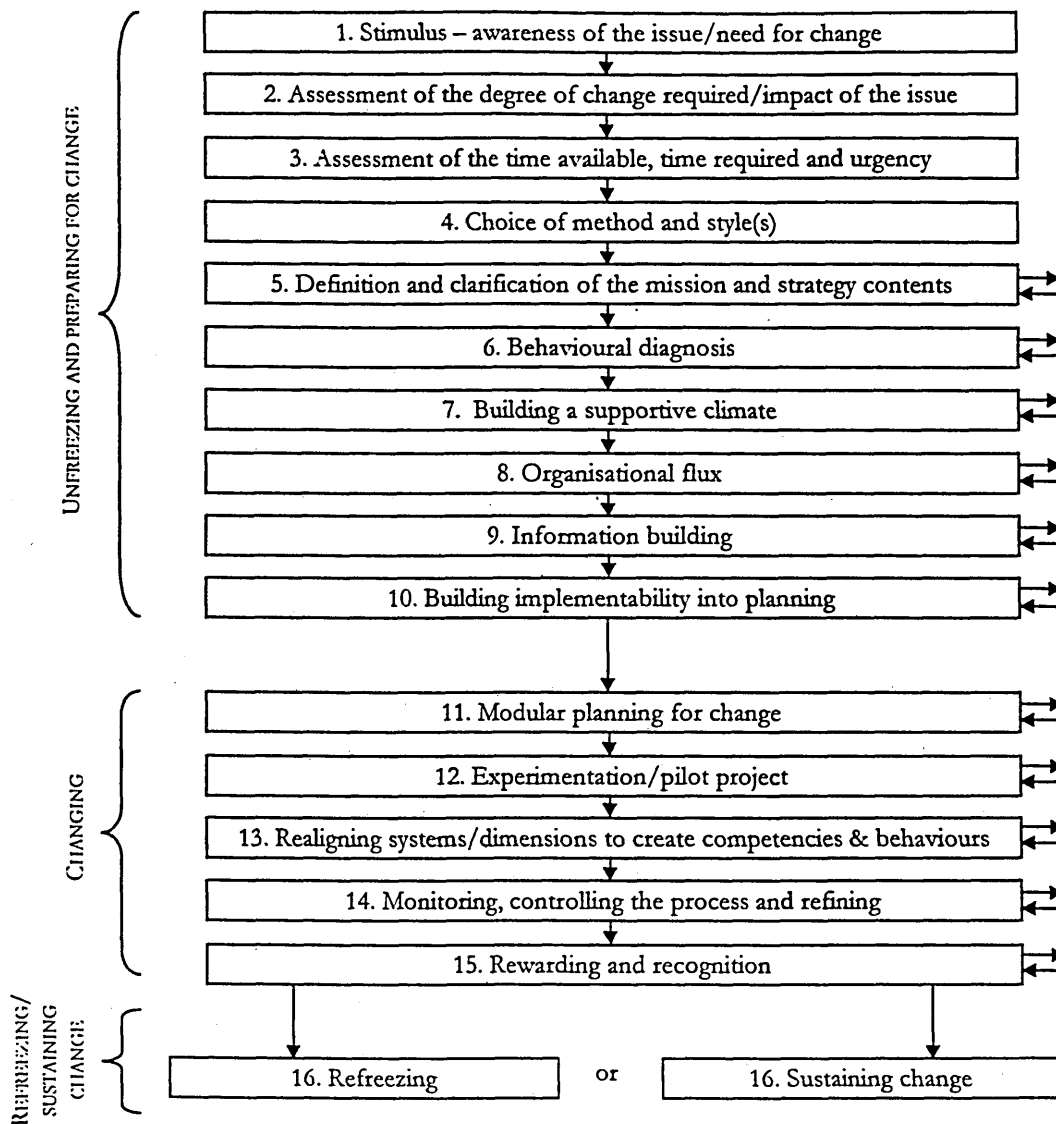 1. Stimulus – awareness of the issue/need for change
2. Assessment of the degree of change required/impact of the issue
3. Assessment of the time available, time required and urgency
4. Choice of method and style(s)
5. Definition and clarification of the mission and strategy contents
6. Behavioural diagnosis
7. Building a supportive climate
8. Organisational flux
9. Information building
10. Building implementability into planning
UNFREEZING AND PREPARING FOR CHANGE
11. Modular planning for change
12. Experimentation/pilot project
13. Realigning systems/dimensions to create competencies & behaviours
14. Monitoring, controlling the process and refining
15. Rewarding and recognition
CHANGING
REFREEZING/
SUSTAINING
CHANGE
16. Refreezing
or
16. Sustaining change